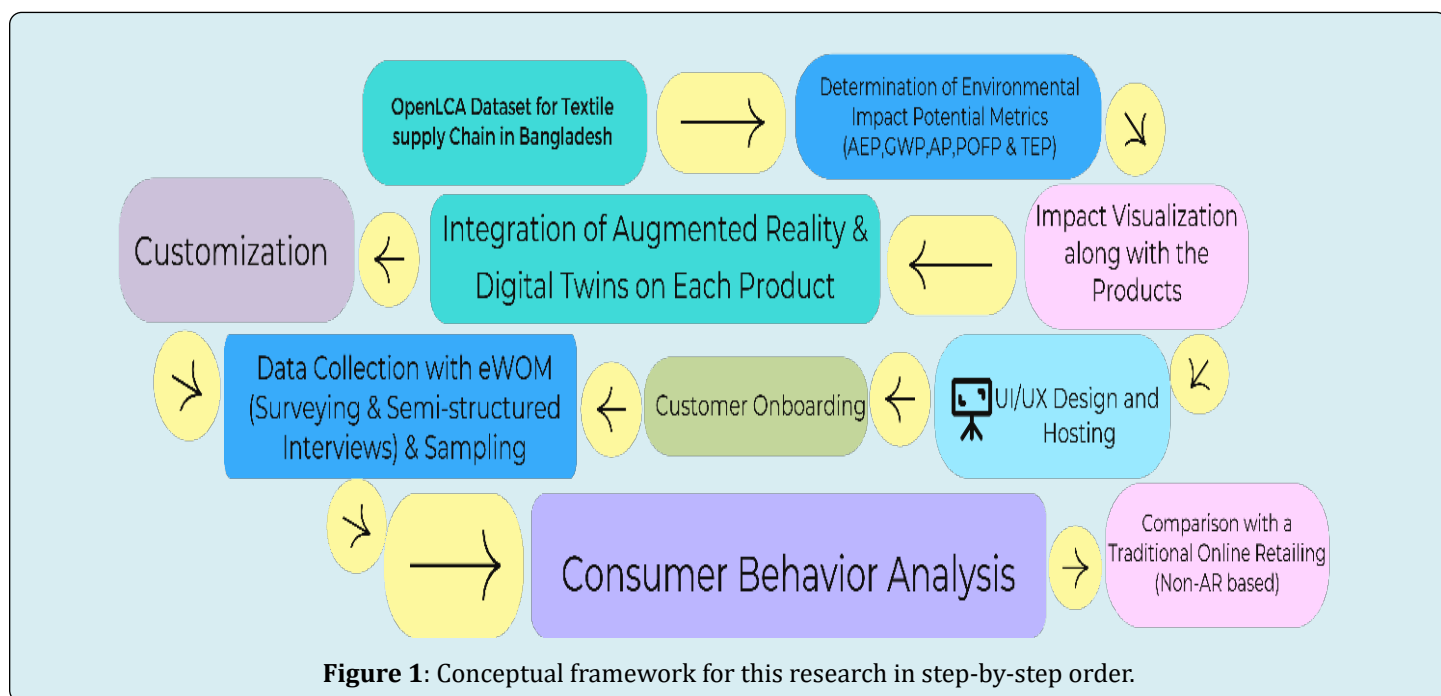 OpenLCA Dataset for Textile
supply Chain in Bangladesh
Determination of Environmental
Impact Potential Metrics
(AEP,GWP,AP,POFP & TEP)
Impact Visualization
along with the
Products
Integration of Augmented Reality &
Digital Twins on Each Product
Customization
UI/UX Design and
Hosting
Customer Onboarding
Data Collection with eWOM
(Surveying & Semi-structured
Interviews) & Sampling
Consumer Behavior Analysis
Comparison with a
Traditional Online Retailing
(Non-AR based)
Figure 1: Conceptual framework for this research in step-by-step order.